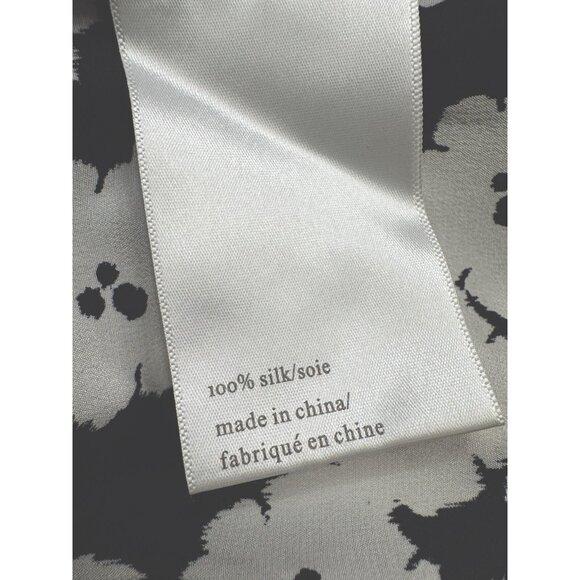 100% silk/soie
made in china/
fabriqué en chine